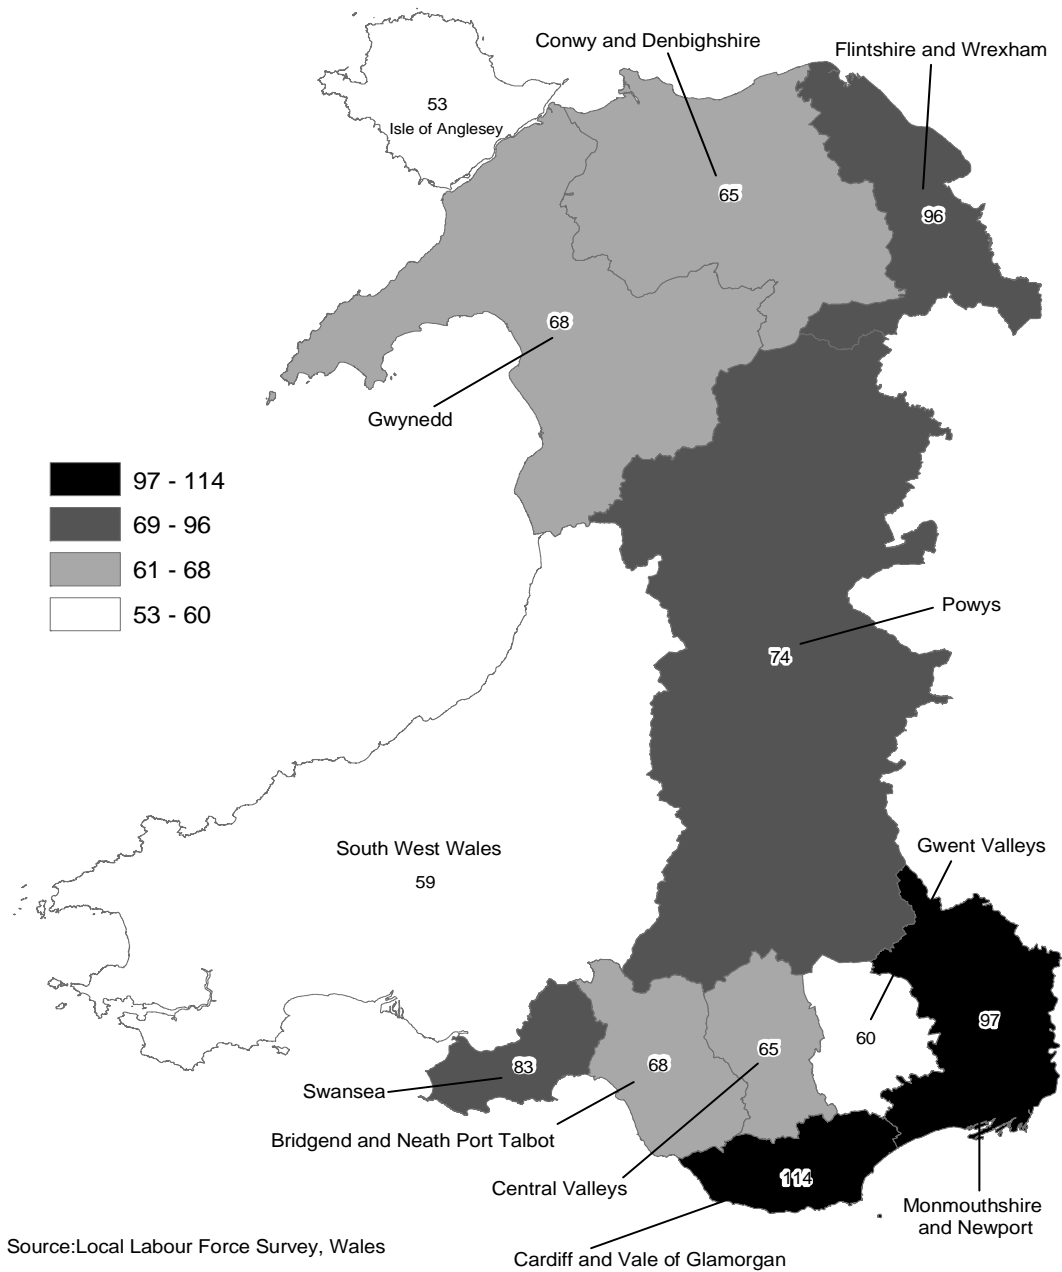 Conwy and Denbighshire
Flintshire and Wrexham
53
Isle of Anglesey
65
96
68
Gwynedd
97 - 114
69 - 96
61 - 68
53 - 60
Powys
74
Gwent Valleys
South West Wales
59
97
60
65
68
83
Swansea
Bridgend and Neath Port Talbot
Central Valleys
114
Monmouthshire
and Newport
Source:Local Labour Force Survey, Wales
Cardiff and Vale of Glamorgan